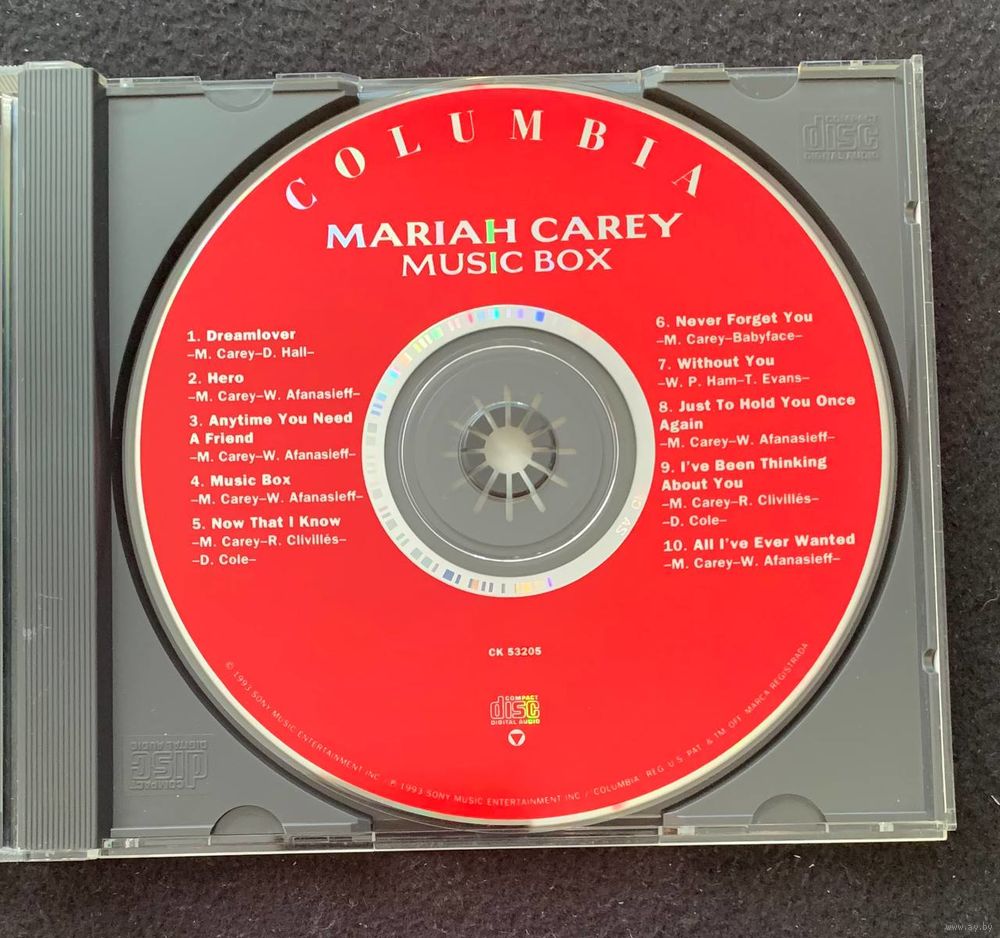 COLUMBIA
MARIAH CAREY
MUSIC BOX
1. Dreamlover
–M. Carey–D. Hall–
2. Hero
–M. Carey–W. Afanasieff–
3. Anytime You Need
A Friend
–M. Carey–W. Afanasieff–
4. Music Box
–M. Carey–W. Afanasieff–
5. Now That I Know
–M. Carey–R. Clivillés–
–D. Cole–
6. Never Forget You
–M. Carey–Babyface–
7. Without You
–W. P. Ham–T. Evans–
8. Just To Hold You Once
Again
–M. Carey–W. Afanasieff–
9. I've Been Thinking
About You
–M. Carey–R. Clivillés–
–D. Cole–
10. All I've Ever Wanted
–M. Carey–W. Afanasieff–
CK 53205
COMPACT
disc
DIGITAL AUDIO
© 1993 SONY MUSIC ENTERTAINMENT INC. / ℗ 1993 SONY MUSIC ENTERTAINMENT INC. / "COLUMBIA" REG. U.S. PAT. & TM. OFF. MARCA REGISTRADA
COMPACT
disc
DIGITAL AUDIO
COMPACT
disc
DIGITAL AUDIO
www.ay.by